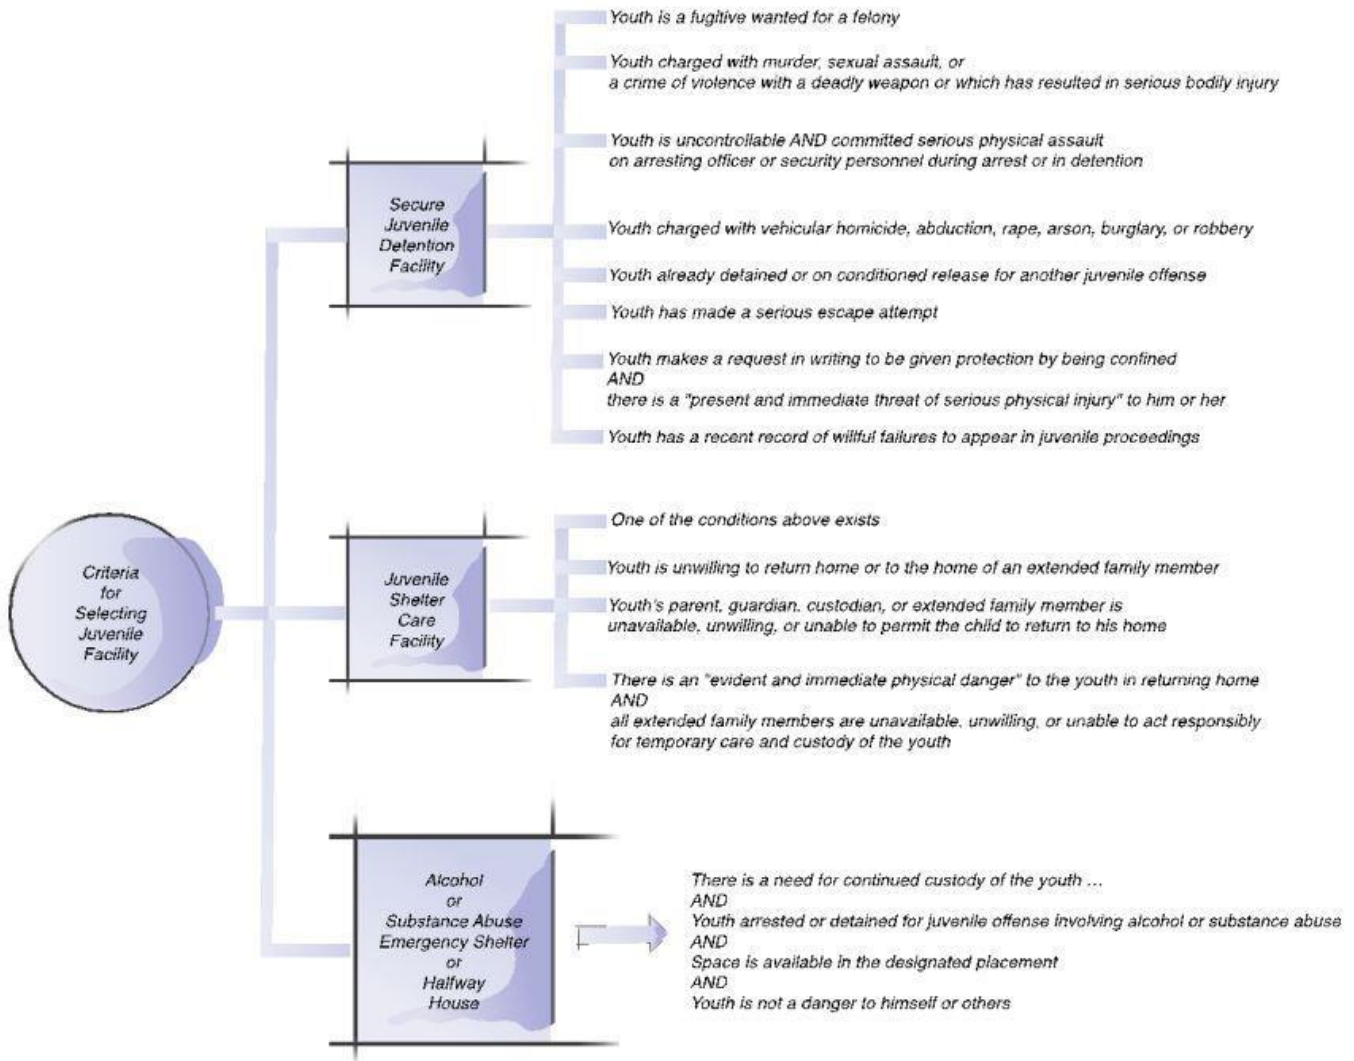 Youth is a fugitive wanted for a felony
Youth charged with murder, sexual assault, or
a crime of violence with a deadly weapon or which has resulted in serious bodily injury
Youth is uncontrollable AND committed serious physical assault
on arresting officer or security personnel during arrest or in detention
Secure
Juvenile
Detention
Facility
Youth charged with vehicular homicide, abduction, rape, arson, burglary, or robbery
Youth already detained or on conditioned release for another juvenile offense
Youth has made a serious escape attempt
Youth makes a request in writing to be given protection by being confined
AND
there is a "present and immediate threat of serious physical injury" to him or her
Youth has a recent record of willful failures to appear in juvenile proceedings
Criteria
for
Selecting
Juvenile
Facility
Juvenile
Shelter
Care
Facility
One of the conditions above exists
Youth is unwilling to return home or to the home of an extended family member
Youth's parent, guardian, custodian, or extended family member is
unavailable, unwilling, or unable to permit the child to return to his home
There is an "evident and immediate physical danger" to the youth in returning home
AND
all extended family members are unavailable, unwilling, or unable to act responsibly
for temporary care and custody of the youth
Alcohol
or
Substance Abuse
Emergency Shelter
or
Halfway
House
There is a need for continued custody of the youth ...
AND
Youth arrested or detained for juvenile offense involving alcohol or substance abuse
AND
Space is available in the designated placement
AND
Youth is not a danger to himself or others